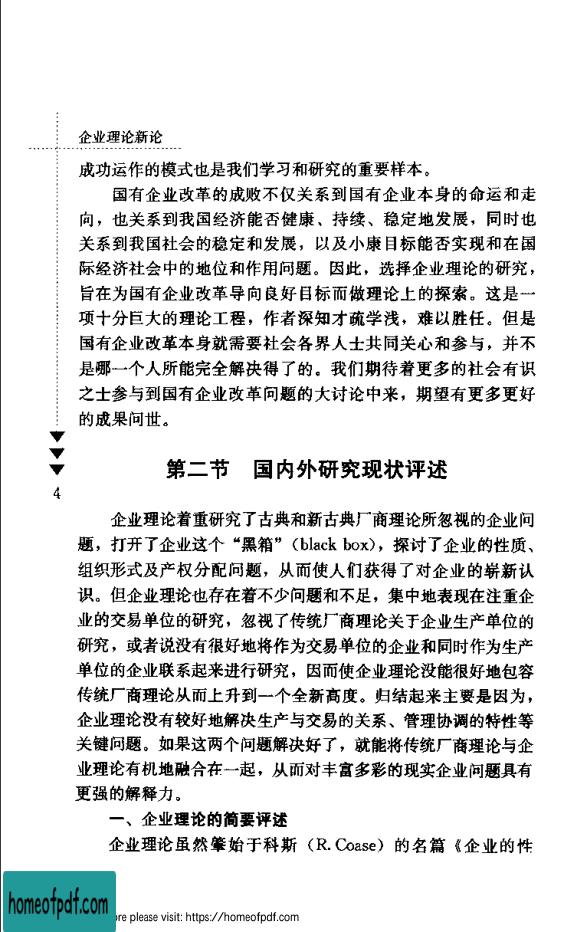 企业理论新论
成功运作的模式也是我们学习和研究的重要样本。
国有企业改革的成败不仅关系到国有企业本身的命运和走
向，也关系到我国经济能否健康、持续、稳定地发展，同时也
关系到我国社会的稳定和发展，以及小康目标能否实现和在国
际经济社会中的地位和作用问题。因此，选择企业理论的研究，
旨在为国有企业改革导向良好目标而做理论上的探索。这是一
项十分巨大的理论工程，作者深知才疏学浅，难以胜任。但是
国有企业改革本身就需要社会各界人士共同关心和参与，并不
是哪一个人所能完全解决得了的。我们期待着更多的社会有识
之士参与到国有企业改革问题的大讨论中来，期望有更多更好
的成果问世。
4
第二节 国内外研究现状评述
企业理论着重研究了古典和新古典厂商理论所忽视的企业问
题，打开了企业这个“黑箱”（black box），探讨了企业的性质、
组织形式及产权分配问题，从而使人们获得了对企业的崭新认
识。但企业理论也存在着不少问题和不足，集中地表现在注重企
业的交易单位的研究，忽视了传统厂商理论关于企业生产单位的
研究，或者说没有很好地将作为交易单位的企业和同时作为生产
单位的企业联系起来进行研究，因而使企业理论没能很好地包容
传统厂商理论从而上升到一个全新高度。归结起来主要是因为，
企业理论没有较好地解决生产与交易的关系、管理协调的特性等
关键问题。如果这两个问题解决好了，就能将传统厂商理论与企
业理论有机地融合在一起，从而对丰富多彩的现实企业问题具有
更强的解释力。
一、企业理论的简要评述
企业理论虽然肇始于科斯（R. Coase）的名篇《企业的性
homeofpdf.com
ore please visit: https://homeofpdf.com